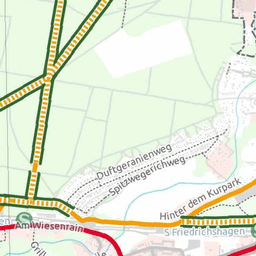 Duftgeranienweg
Spitzwegerichweg
Hinter dem Kurpark
Am Wiesenrain
S Friedrichshagen